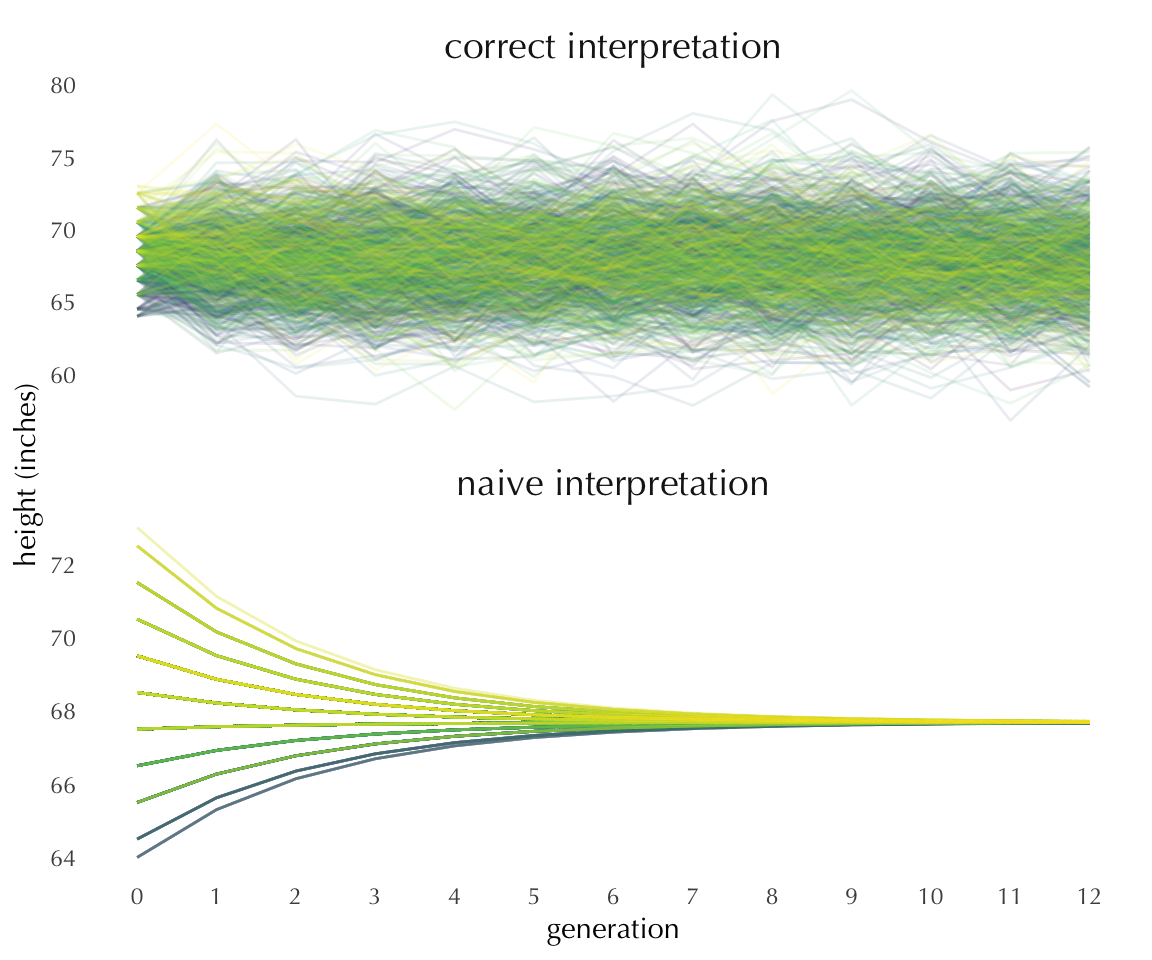 correct interpretation
80
75
70
65
60
height (inches)
naive interpretation
72
70
68
66
64
0 1 2 3 4 5 6 7 8 9 10 11 12
generation